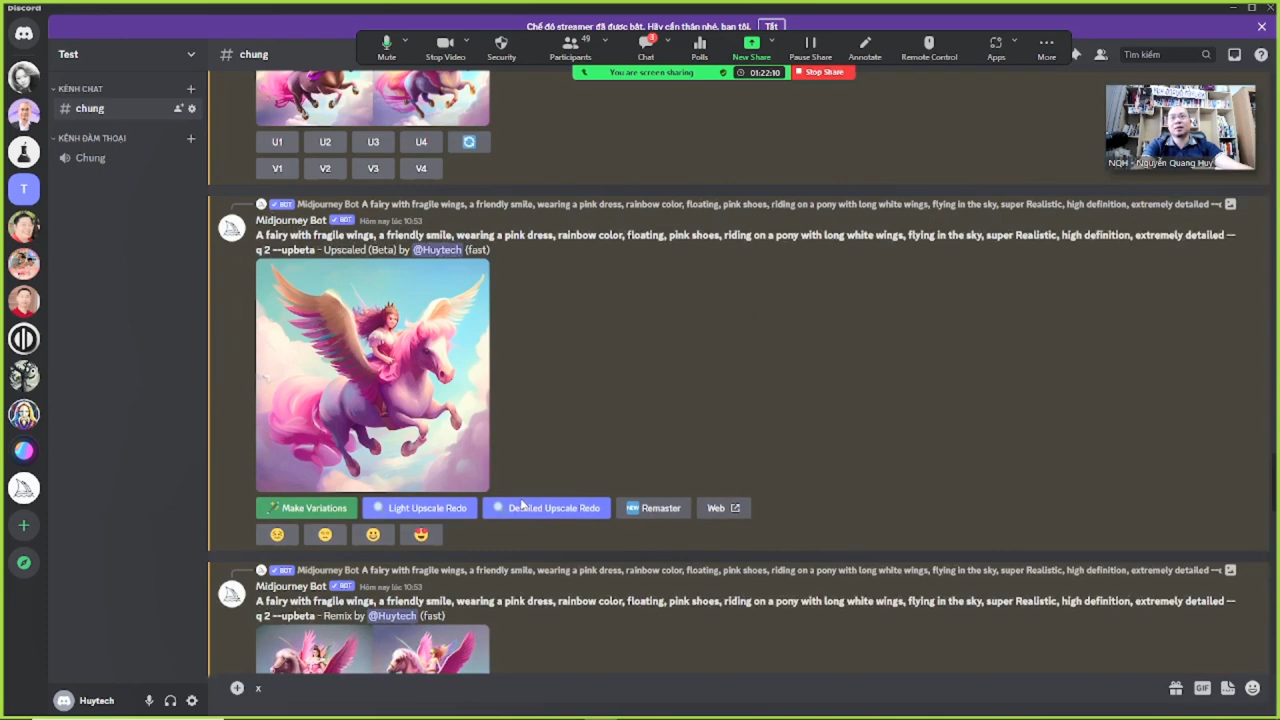 Discord
Chế độ streamer đã được bật. Hãy cẩn thận nhé, bạn tôi.
Tắt
Test
# chung
Mute
Stop Video
Security
Participants
49
Chat
3
Polls
New Share
Pause Share
Annotate
Remote Control
Apps
More
Tìm kiếm
You are screen sharing
01:22:10
Stop Share
KÊNH CHAT
# chung
KÊNH ĐÀM THOẠI
Chung
T
NQH - Nguyễn Quang Huy
U1 U2 U3 U4
V1 V2 V3 V4
BOT Midjourney Bot A fairy with fragile wings, a friendly smile, wearing a pink dress, rainbow color, floating, pink shoes, riding on a pony with long white wings, flying in the sky, super Realistic, high definition, extremely detailed —
Midjourney Bot BOT Hôm nay lúc 10:53
A fairy with fragile wings, a friendly smile, wearing a pink dress, rainbow color, floating, pink shoes, riding on a pony with long white wings, flying in the sky, super Realistic, high definition, extremely detailed —
q 2 --upbeta - Upscaled (Beta) by @Huytech (fast)
Make Variations
Light Upscale Redo
Detailed Upscale Redo
NEW Remaster
Web
BOT Midjourney Bot A fairy with fragile wings, a friendly smile, wearing a pink dress, rainbow color, floating, pink shoes, riding on a pony with long white wings, flying in the sky, super Realistic, high definition, extremely detailed —
Midjourney Bot BOT Hôm nay lúc 10:53
A fairy with fragile wings, a friendly smile, wearing a pink dress, rainbow color, floating, pink shoes, riding on a pony with long white wings, flying in the sky, super Realistic, high definition, extremely detailed —
q 2 --upbeta - Remix by @Huytech (fast)
x
GIF
Huytech